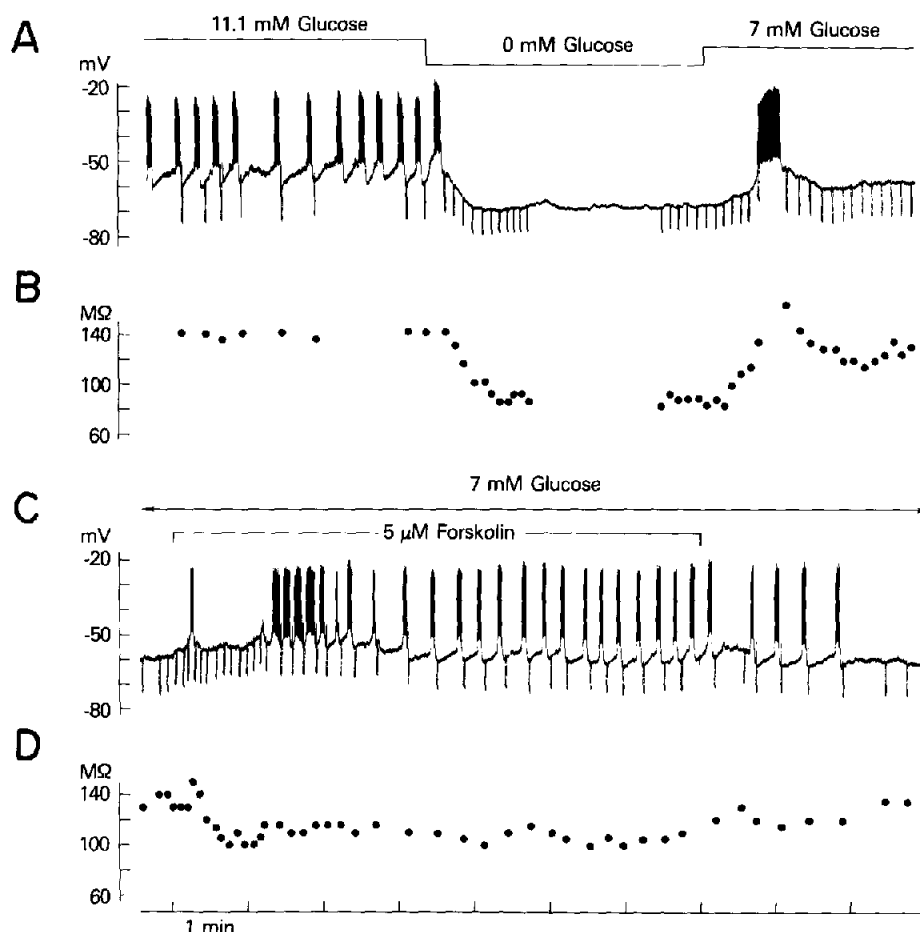 A
11.1 mM Glucose
0 mM Glucose
7 mM Glucose
mV
-20
-50
-80
B
MΩ
140
100
60
C
7 mM Glucose
5 µM Forskolin
mV
-20
-50
-80
D
MΩ
140
100
60
1 min